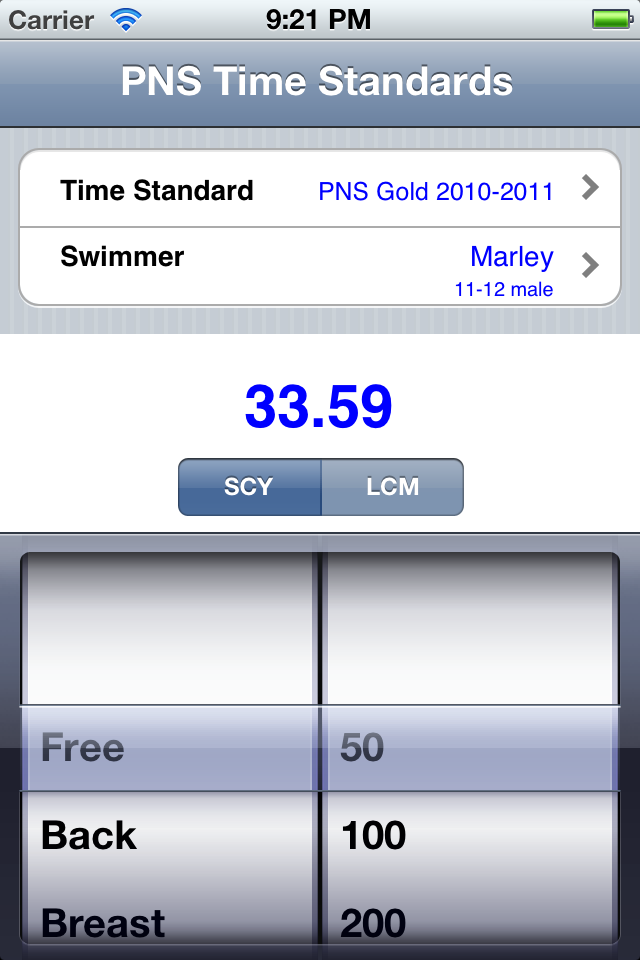 Carrier 9:21 PM
PNS Time Standards
Time Standard PNS Gold 2010-2011
Swimmer Marley
11-12 male
33.59
SCY LCM
Free 50
Back 100
Breast 200